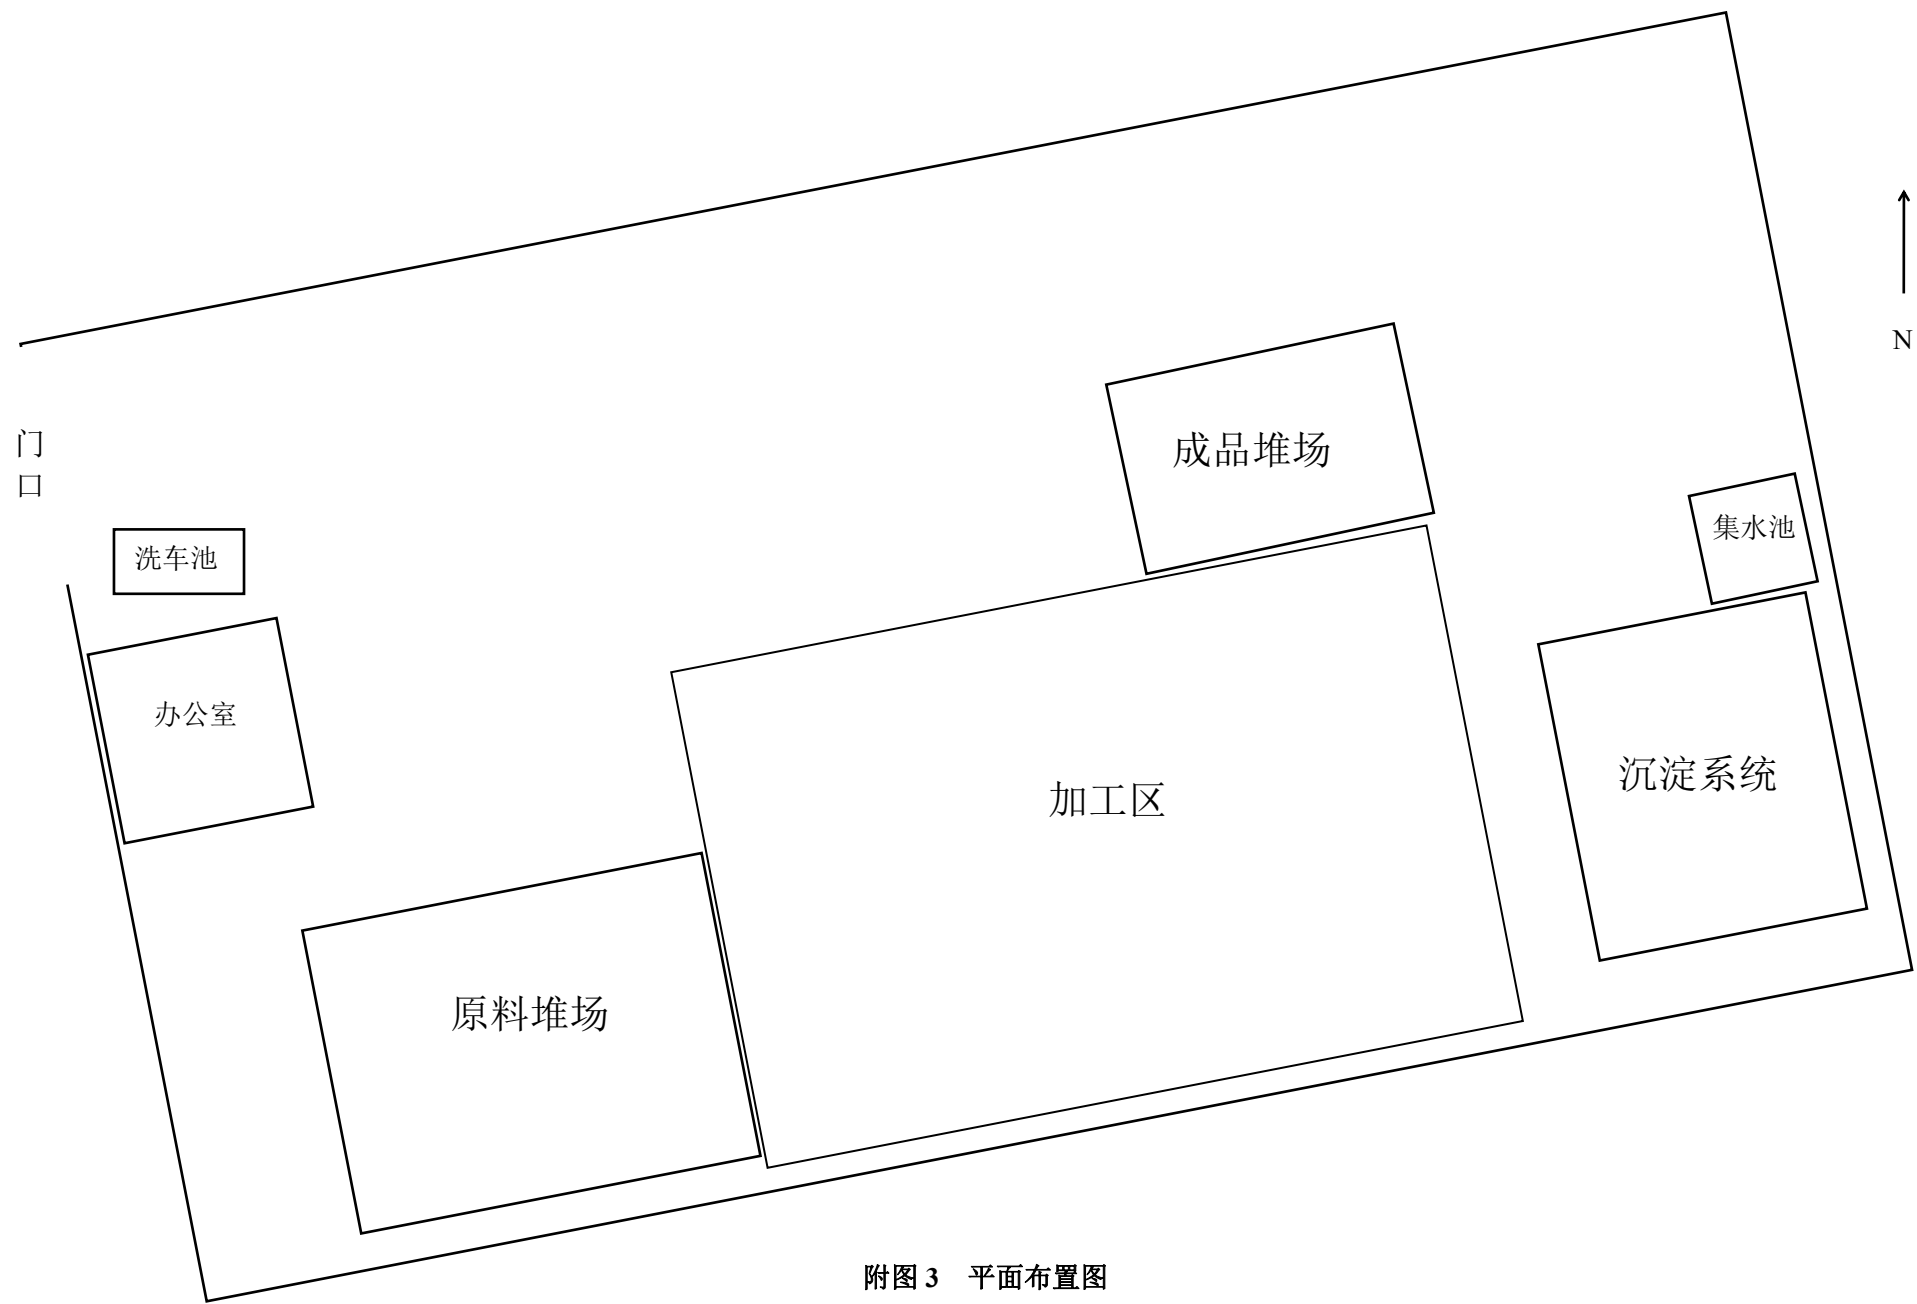 N
门
口
成品堆场
集水池
洗车池
办公室
沉淀系统
加工区
原料堆场
附图 3 平面布置图